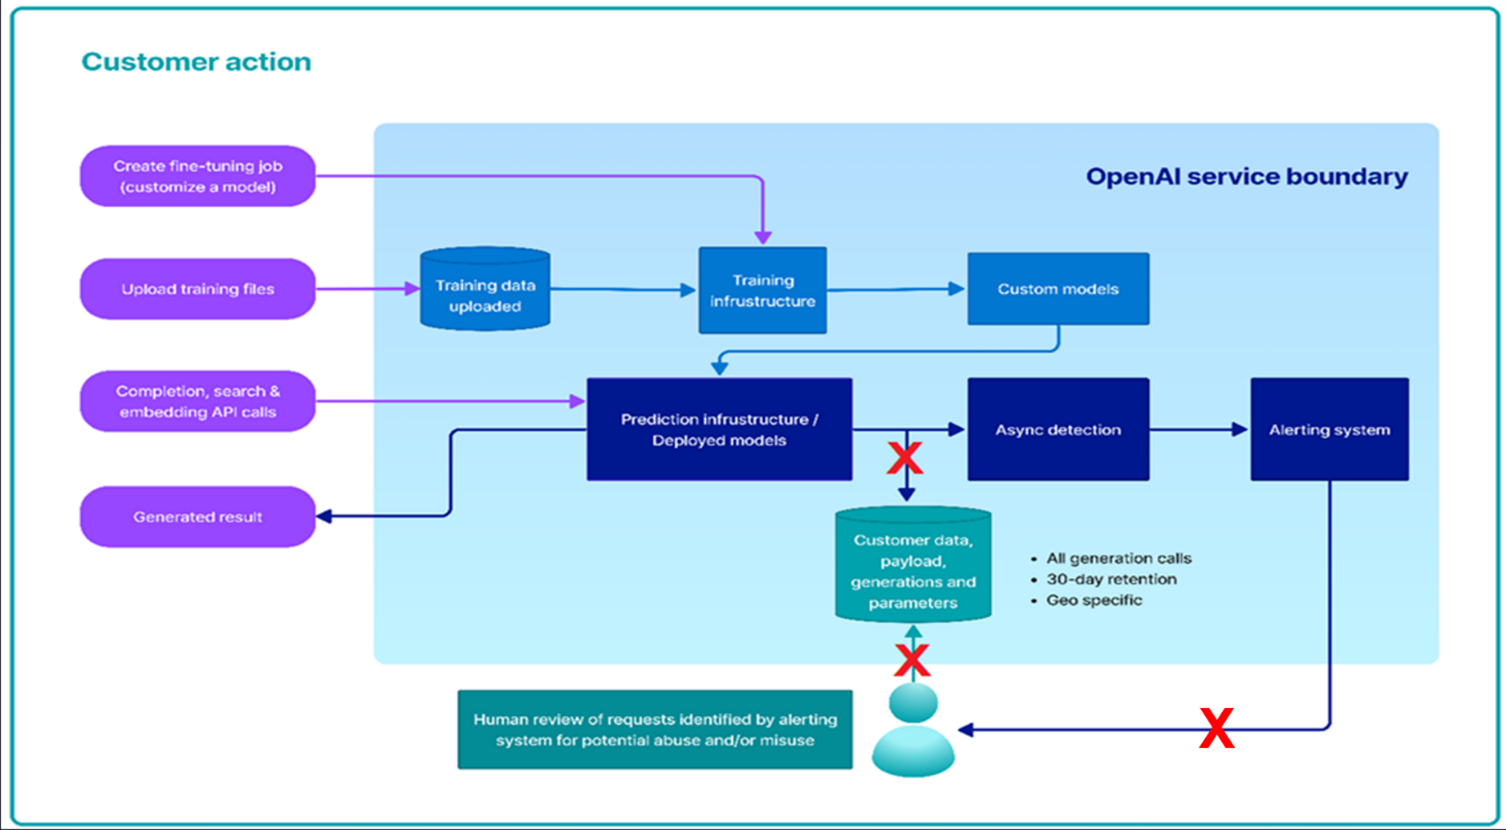 Customer action
Create fine-tuning job
(customize a model)
OpenAI service boundary
Upload training files
Training data
uploaded
Training
infrustructure
Custom models
Completion, search &
embedding API calls
Prediction infrustructure /
Deployed models
Async detection
Alerting system
Generated result
X
Customer data,
payload,
generations and
parameters
• All generation calls
• 30-day retention
• Geo specific
X
Human review of requests identified by alerting
system for potential abuse and/or misuse
X